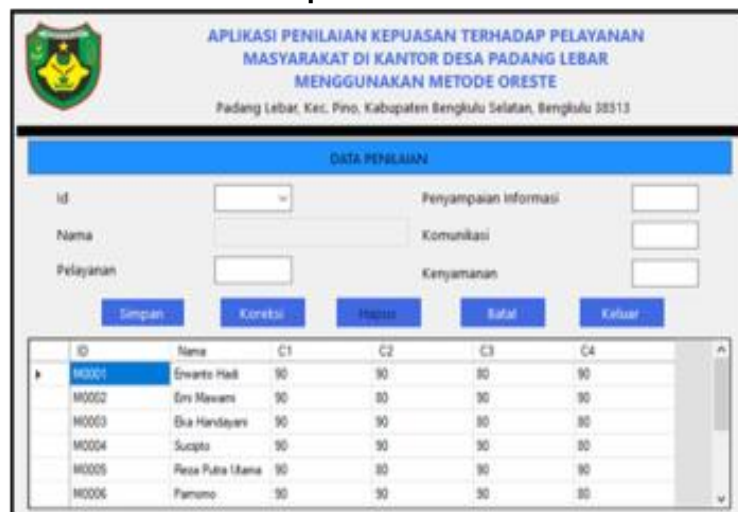 APLIKASI PENILAIAN KEPUASAN TERHADAP PELAYANAN
MASYARAKAT DI KANTOR DESA PADANG LEBAR
MENGGUNAKAN METODE ORESTE
Padang Lebar, Kec. Pino, Kabupaten Bengkulu Selatan, Bengkulu 38513
DATA PENILAIAN
Id
Penyampaian Informasi
Nama
Komunikasi
Pelayanan
Kenyamanan
Simpan Koreksi Hapus Batal Keluar
ID Nama C1 C2 C3 C4
M0001 Erwanto Hadi 90 90 80 90
M0002 Erni Mawarni 90 80 90 90
M0003 Eka Handayani 90 90 90 80
M0004 Sucipto 90 90 90 80
M0005 Reza Putra Utama 90 80 90 90
M0006 Pamono 90 90 90 80